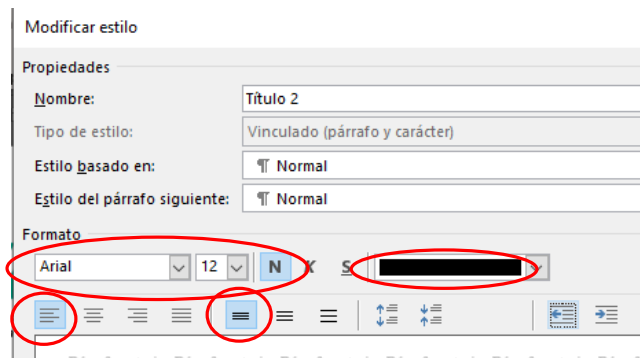 Modificar estilo
Propiedades
Nombre: Título 2
Tipo de estilo: Vinculado (párrafo y carácter)
Estilo basado en: ¶ Normal
Estilo del párrafo siguiente: ¶ Normal
Formato
Arial 12 N K S